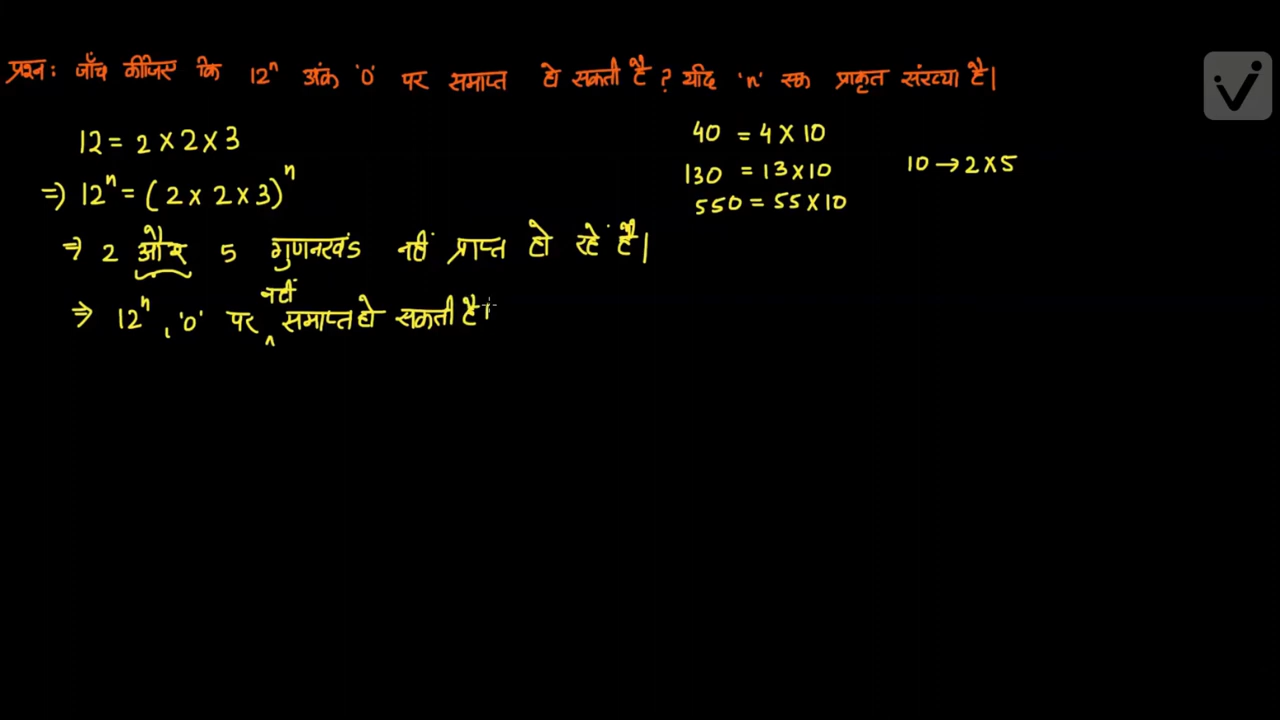 प्रश्न: जाँच कीजिए कि 12ⁿ अंक '0' पर समाप्त हो सकती है ? यदि 'n' एक प्राकृत संख्या है।
12 = 2 × 2 × 3
⇒ 12ⁿ = (2 × 2 × 3)ⁿ
⇒ 2 और 5 गुणनखंड नहीं प्राप्त हो रहे हैं।
⇒ 12ⁿ, '0' पर नहीं समाप्त हो सकती है।
40 = 4 × 10
130 = 13 × 10
550 = 55 × 10
10 → 2 × 5